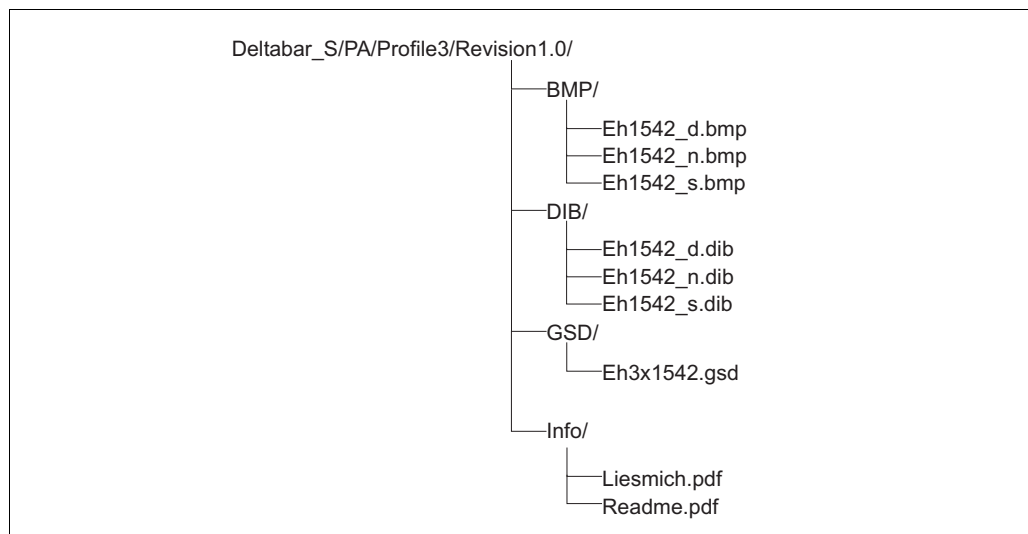 Deltabar_S/PA/Profile3/Revision1.0/
BMP/
Eh1542_d.bmp
Eh1542_n.bmp
Eh1542_s.bmp
DIB/
Eh1542_d.dib
Eh1542_n.dib
Eh1542_s.dib
GSD/
Eh3x1542.gsd
Info/
Liesmich.pdf
Readme.pdf